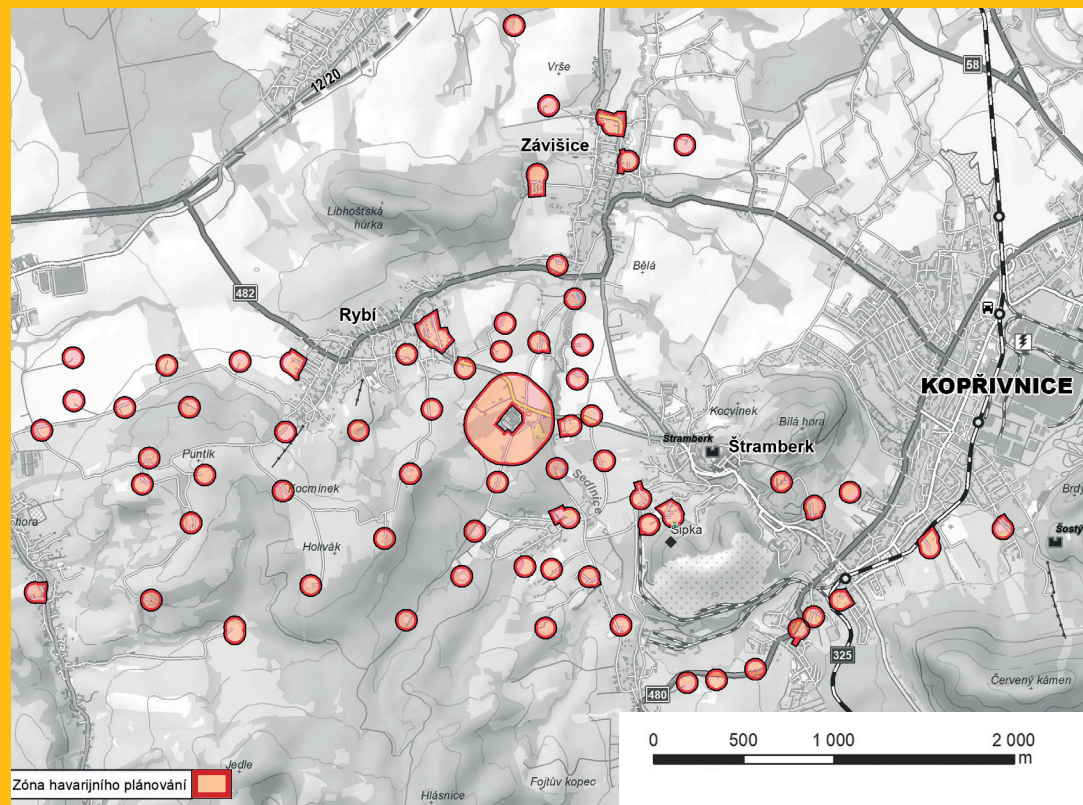 12/20
Vrše
58
Závišice
Libhošťská
hůrka
Bělá
482
Rybí
KOPŘIVNICE
Kocvínek
Bílá hora
Štramberk
Štramberk
Puntík
Kocmínek
Sedlnice
Brdy
hora
Šipka
Šostý
Holivák
325
480
Červený kámen
0 500 1 000 2 000
m
Jedle
Zóna havarijního plánování
Fojtův kopec
Hlásnice